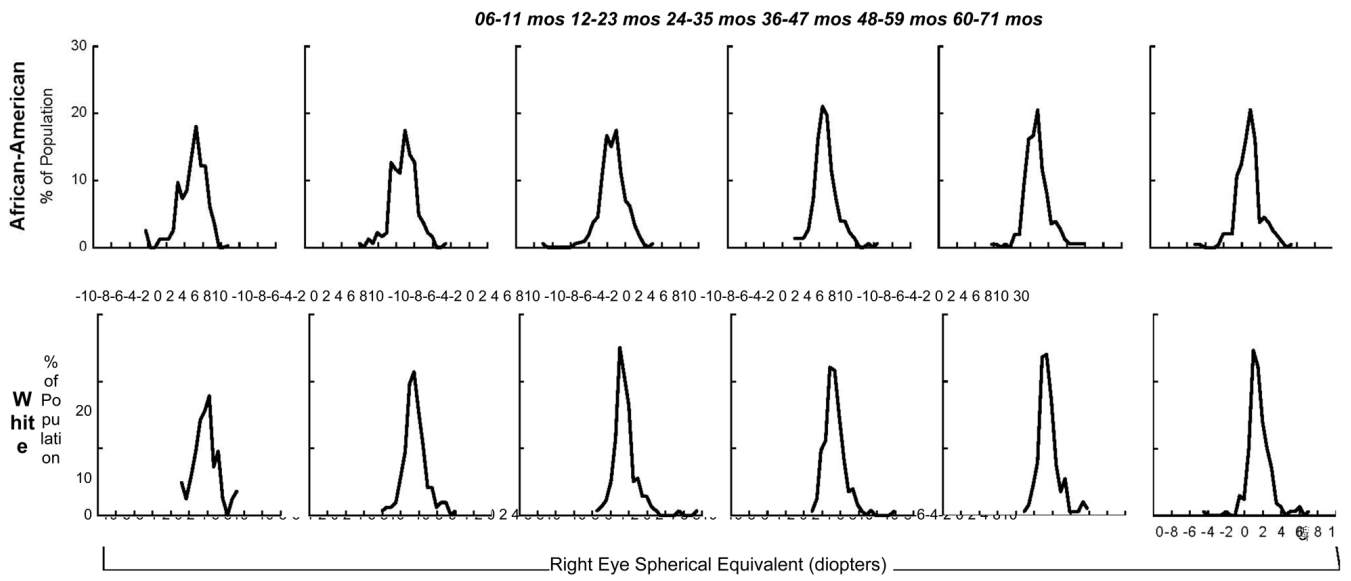 06-11 mos 12-23 mos 24-35 mos 36-47 mos 48-59 mos 60-71 mos
African-American
% of Population
30
20
10
0
-10-8-6-4-2 0 2 4 6 810 -10-8-6-4-2 0 2 4 6 810 -10-8-6-4-2 0 2 4 6 810 -10-8-6-4-2 0 2 4 6 810 -10-8-6-4-2 0 2 4 6 810 -10-8-6-4-2 0 2 4 6 810 30
W
hit
e
%
of
Po
pu
lati
on
20
10
0
0-8 -6 -4 -2 0 2 4 6 8 1
Right Eye Spherical Equivalent (diopters)